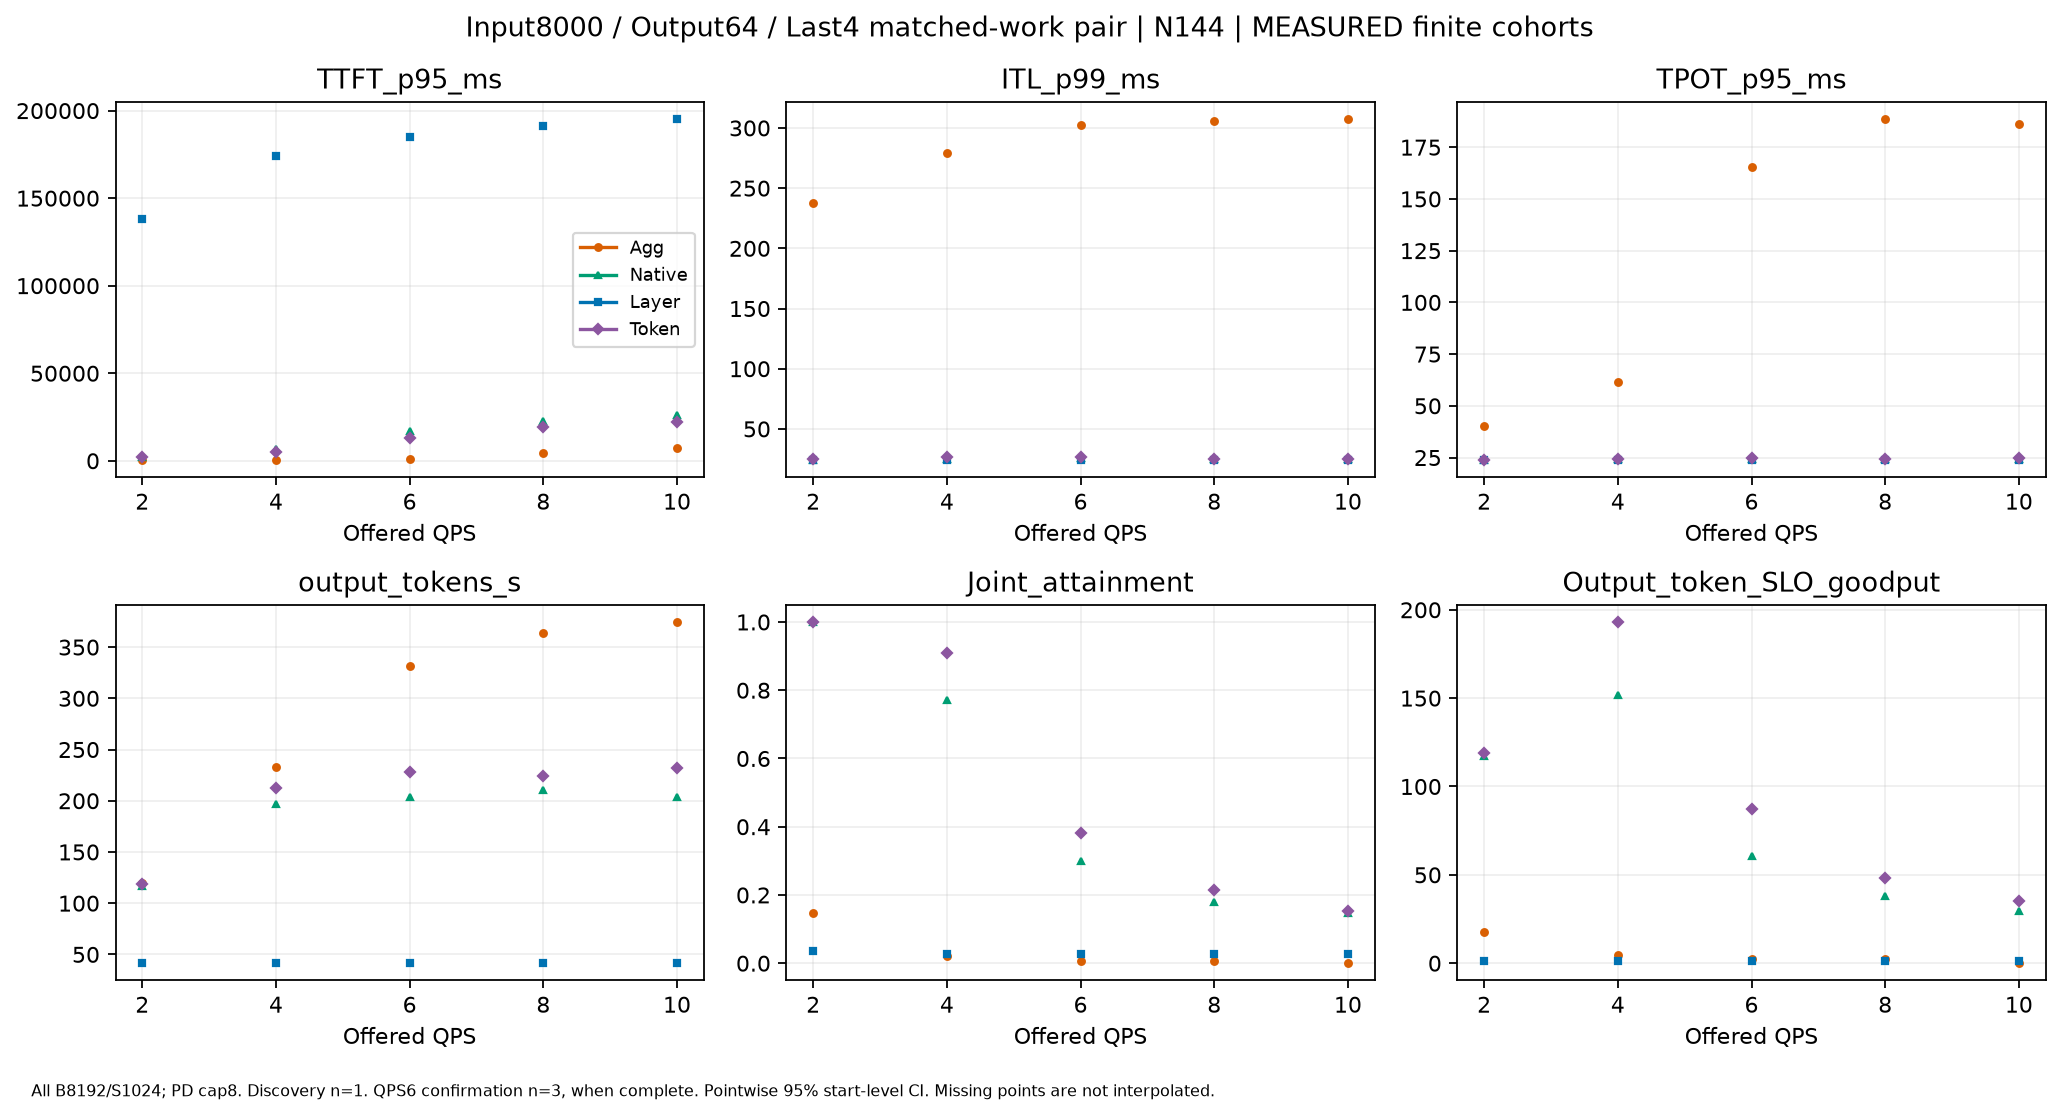 Input8000 / Output64 / Last4 matched-work pair | N144 | MEASURED finite cohorts
TTFT_p95_ms
200000
150000
100000
50000
0
2 4 6 8 10
Offered QPS
Agg
Native
Layer
Token
ITL_p99_ms
300
250
200
150
100
50
2 4 6 8 10
Offered QPS
TPOT_p95_ms
175
150
125
100
75
50
25
2 4 6 8 10
Offered QPS
output_tokens_s
350
300
250
200
150
100
50
2 4 6 8 10
Offered QPS
Joint_attainment
1.0
0.8
0.6
0.4
0.2
0.0
2 4 6 8 10
Offered QPS
Output_token_SLO_goodput
200
150
100
50
0
2 4 6 8 10
Offered QPS
All B8192/S1024; PD cap8. Discovery n=1. QPS6 confirmation n=3, when complete. Pointwise 95% start-level CI. Missing points are not interpolated.